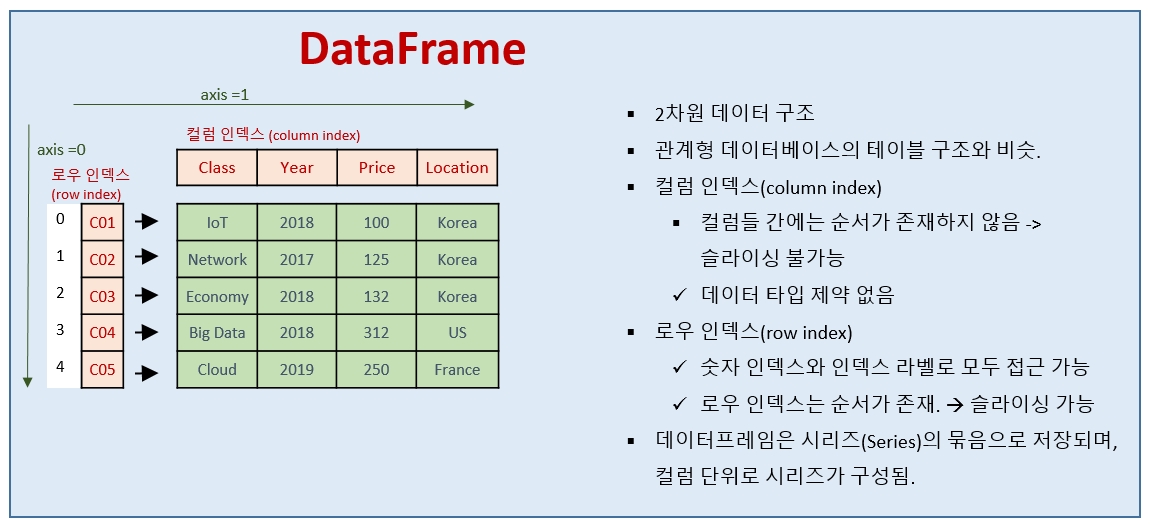 DataFrame
axis =1
axis =0
컬럼 인덱스 (column index)
로우 인덱스
(row index)
Class Year Price Location
0 C01 IoT 2018 100 Korea
1 C02 Network 2017 125 Korea
2 C03 Economy 2018 132 Korea
3 C04 Big Data 2018 312 US
4 C05 Cloud 2019 250 France
▪ 2차원 데이터 구조
▪ 관계형 데이터베이스의 테이블 구조와 비슷.
▪ 컬럼 인덱스(column index)
▪ 컬럼들 간에는 순서가 존재하지 않음 ->
슬라이싱 불가능
✓ 데이터 타입 제약 없음
▪ 로우 인덱스(row index)
✓ 숫자 인덱스와 인덱스 라벨로 모두 접근 가능
✓ 로우 인덱스는 순서가 존재. → 슬라이싱 가능
▪ 데이터프레임은 시리즈(Series)의 묶음으로 저장되며,
컬럼 단위로 시리즈가 구성됨.